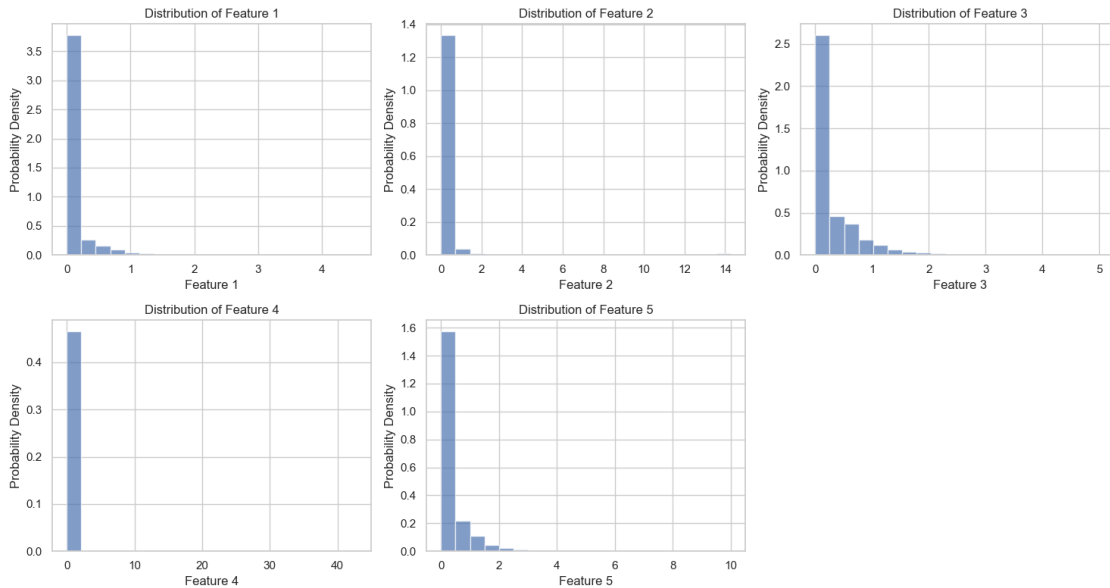 Distribution of Feature 1
Probability Density
3.5
3.0
2.5
2.0
1.5
1.0
0.5
0.0
0 1 2 3 4
Feature 1
Distribution of Feature 2
Probability Density
1.4
1.2
1.0
0.8
0.6
0.4
0.2
0.0
0 2 4 6 8 10 12 14
Feature 2
Distribution of Feature 3
Probability Density
2.5
2.0
1.5
1.0
0.5
0.0
0 1 2 3 4 5
Feature 3
Distribution of Feature 4
Probability Density
0.4
0.3
0.2
0.1
0.0
0 10 20 30 40
Feature 4
Distribution of Feature 5
Probability Density
1.6
1.4
1.2
1.0
0.8
0.6
0.4
0.2
0.0
0 2 4 6 8 10
Feature 5